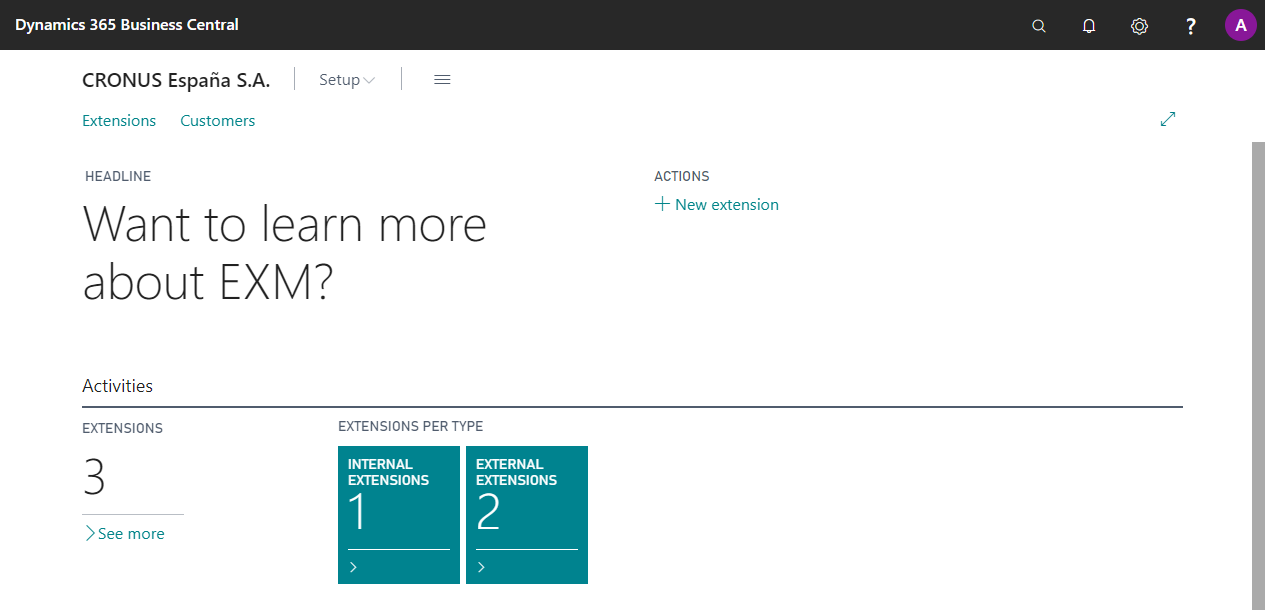 Dynamics 365 Business Central
? A
CRONUS España S.A. Setup
Extensions Customers
HEADLINE
Want to learn more
about EXM?
ACTIONS
+ New extension
Activities
EXTENSIONS
3
See more
EXTENSIONS PER TYPE
INTERNAL
EXTENSIONS
1
EXTERNAL
EXTENSIONS
2